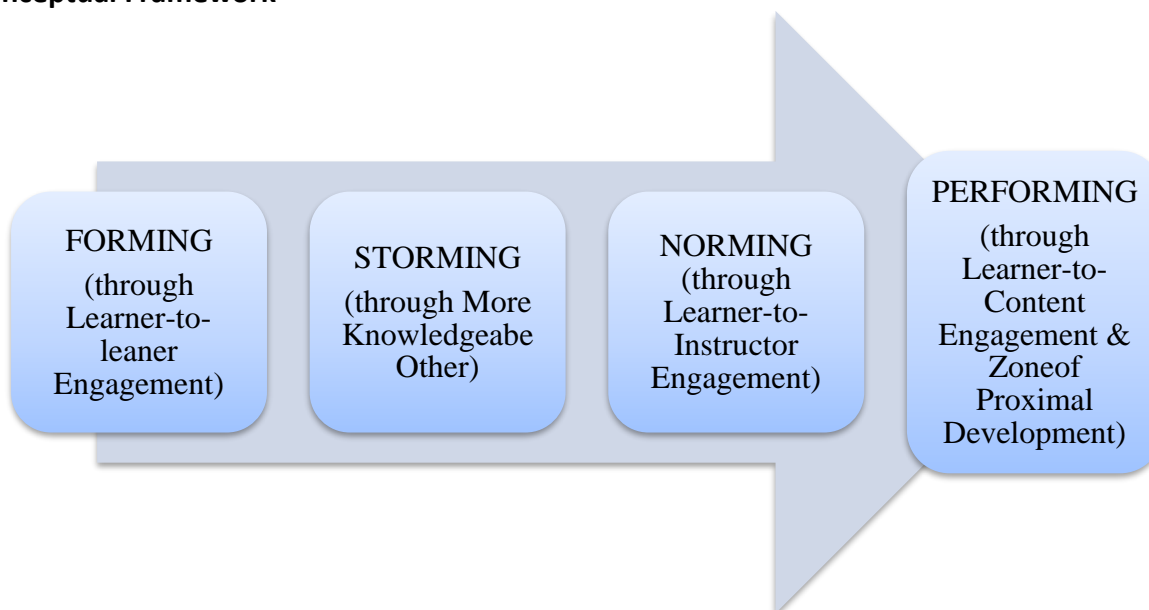 nceptual Framework
FORMING
(through
Learner-to-
leaner
Engagement)
STORMING
(through More
Knowledgeabe
Other)
NORMING
(through
Learner-to-
Instructor
Engagement)
PERFORMING
(through
Learner-to-
Content
Engagement &
Zoneof
Proximal
Development)